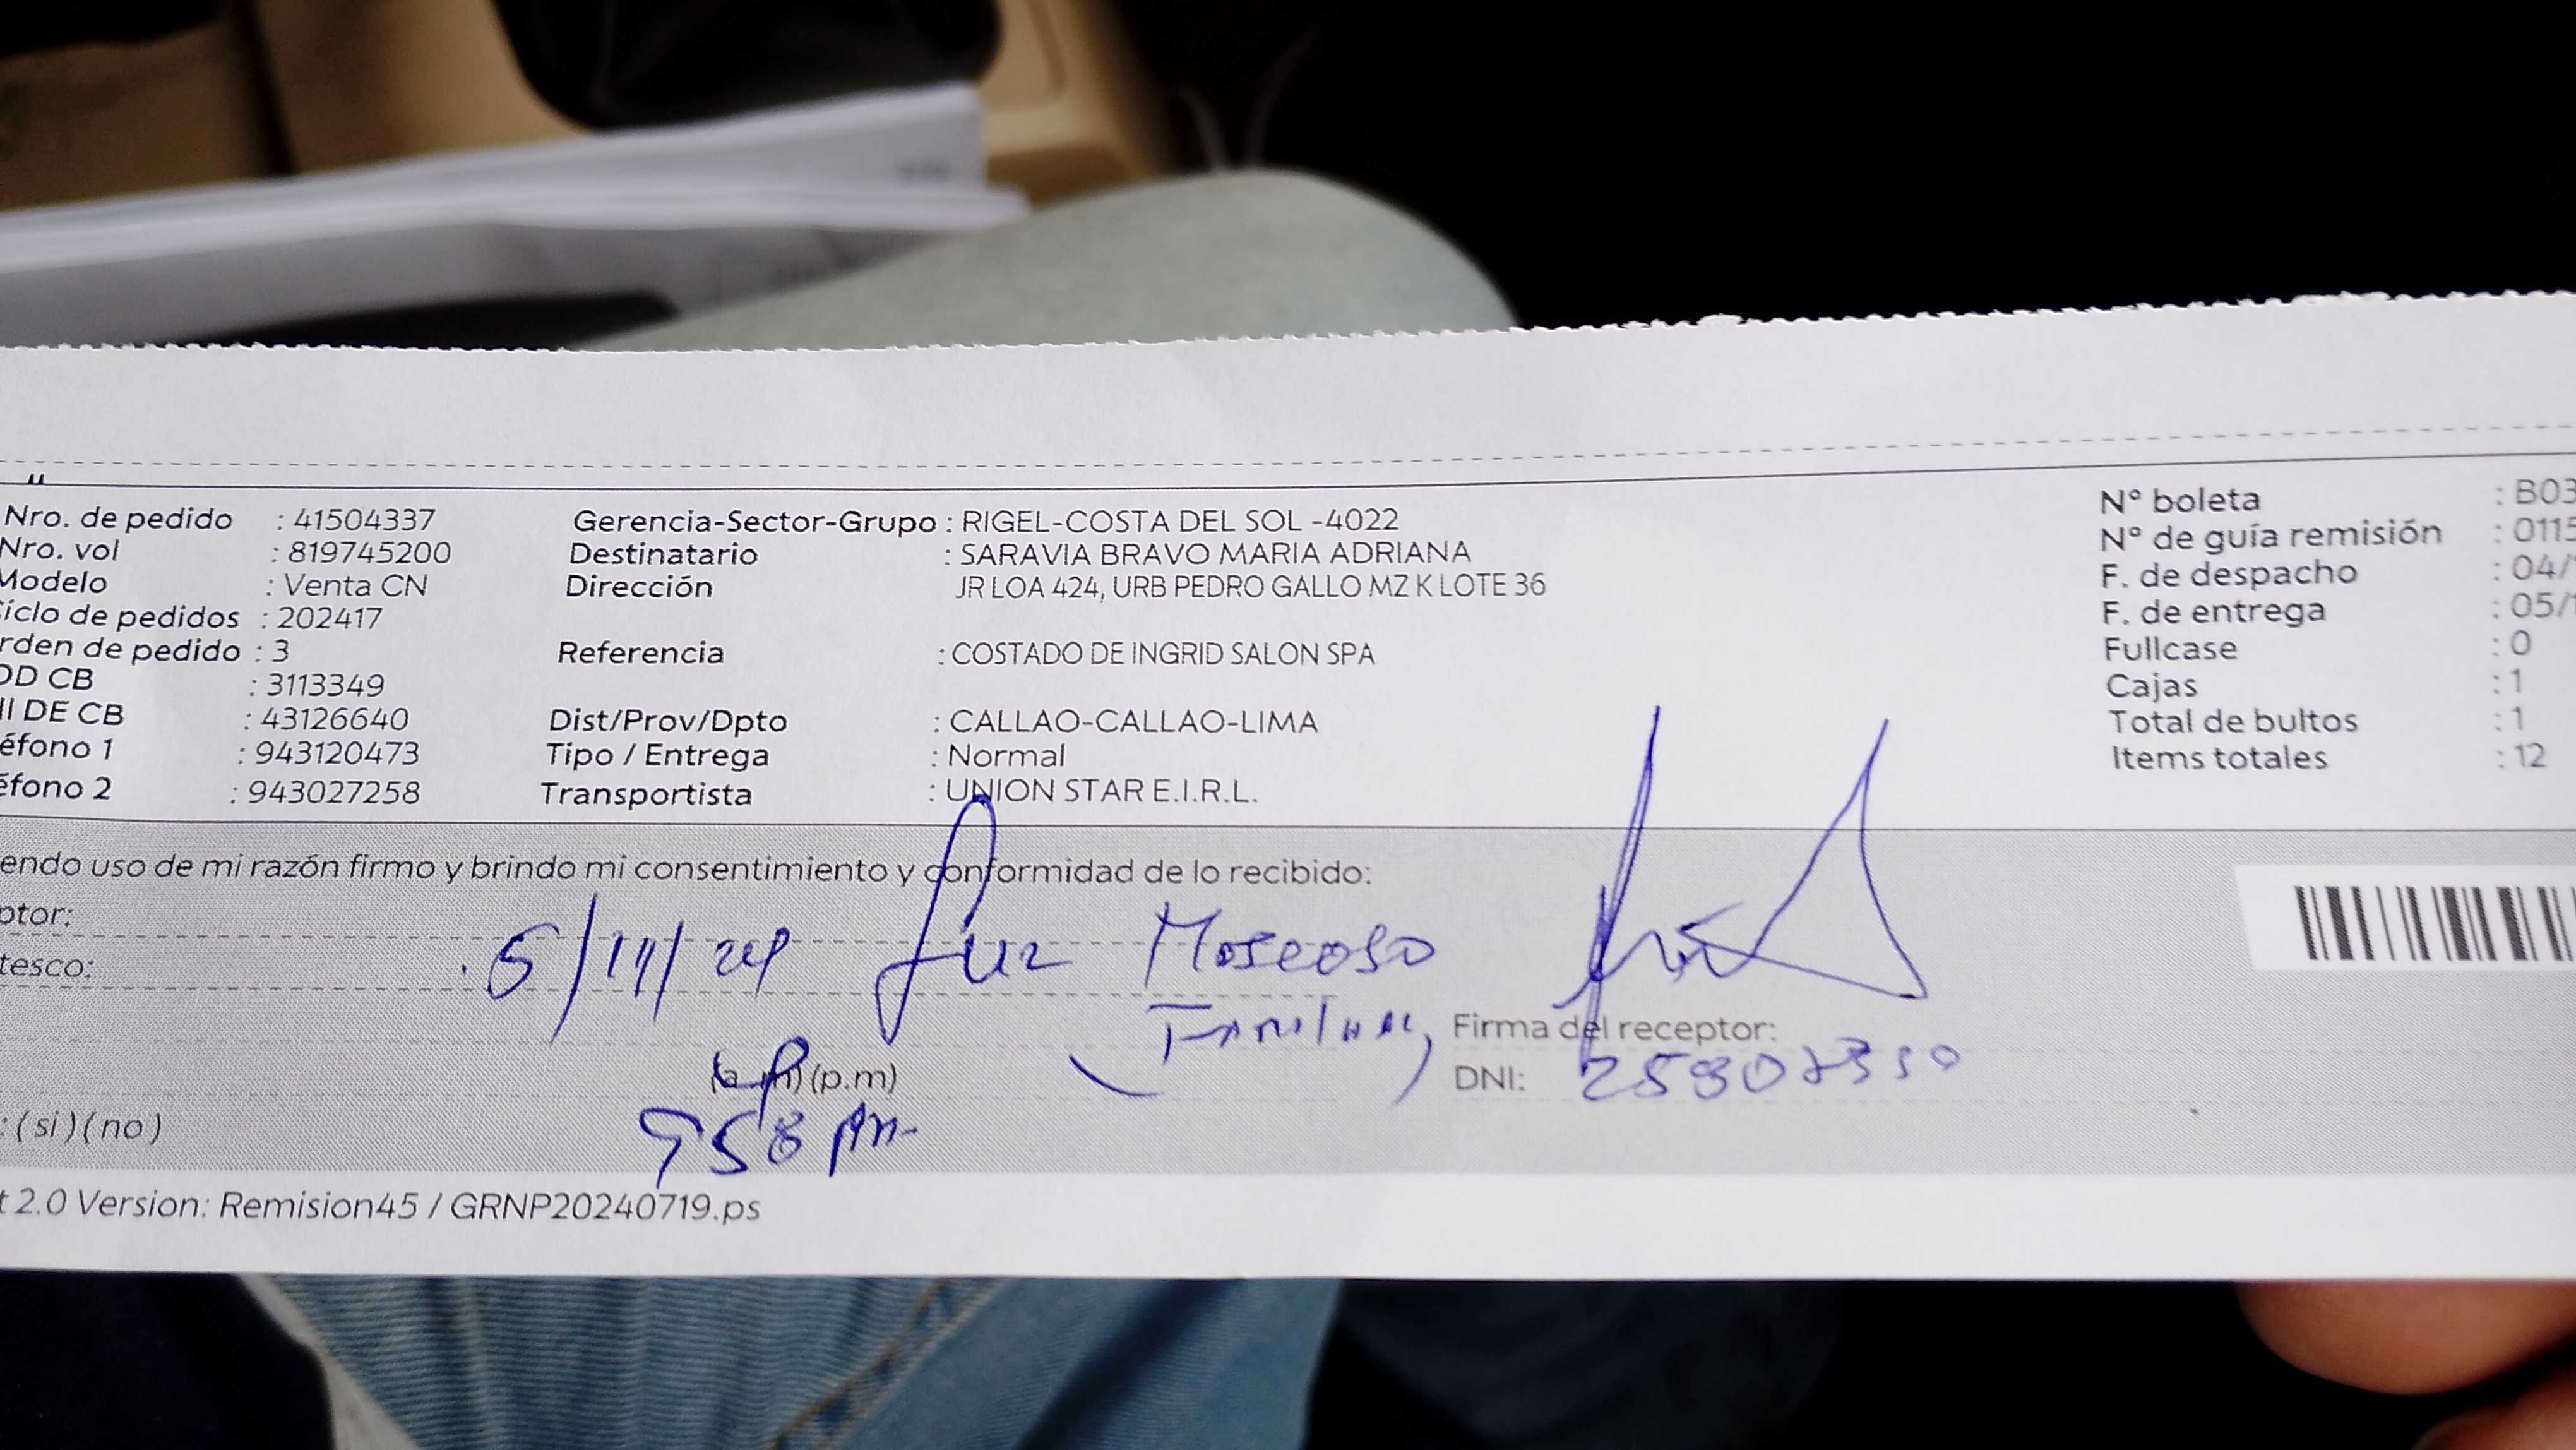 Nro. de pedido : 41504337 Gerencia-Sector-Grupo : RIGEL-COSTA DEL SOL -4022 N° boleta : B03
Nro. vol : 819745200 Destinatario : SARAVIA BRAVO MARIA ADRIANA N° de guía remisión : 0115
Modelo : Venta CN Dirección JR LOA 424, URB PEDRO GALLO MZ K LOTE 36 F. de despacho : 04/
iclo de pedidos : 202417 F. de entrega : 05/1
rden de pedido : 3 Referencia : COSTADO DE INGRID SALON SPA Fullcase : 0
OD CB : 3113349 Cajas : 1
II DE CB : 43126640 Dist/Prov/Dpto : CALLAO-CALLAO-LIMA Total de bultos : 1
éfono 1 : 943120473 Tipo / Entrega : Normal Items totales : 12
éfono 2 : 943027258 Transportista : UNION STAR E.I.R.L.
endo uso de mi razón firmo y brindo mi consentimiento y conformidad de lo recibido:
ptor:
tesco: 5/11/24 Luz Moscoso
Firma del receptor:
(a.m) (p.m) DNI:
: (si) (no) 558 pm
t 2.0 Version: Remision45 / GRNP20240719.ps